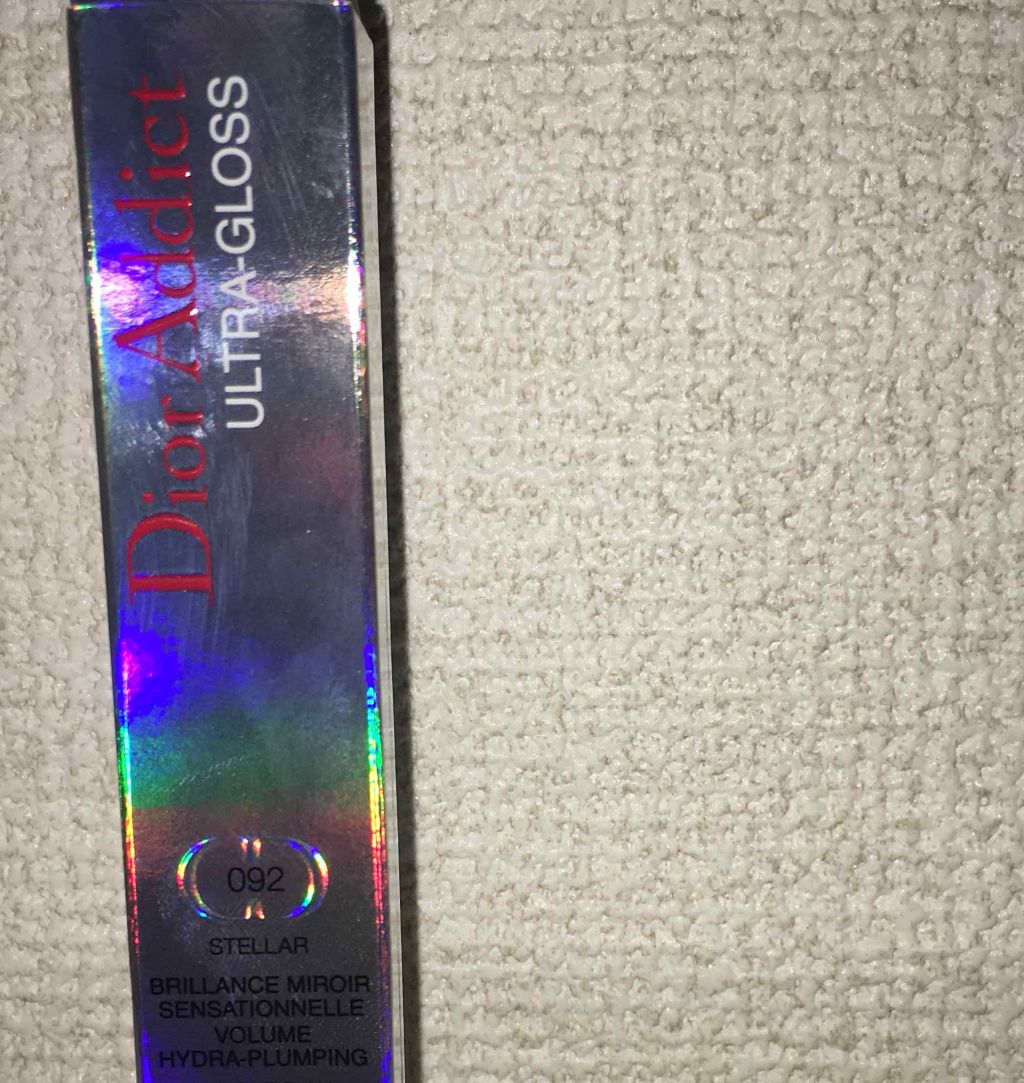 Dior Addict
ULTRA-GLOSS
092
STELLAR
BRILLANCE MIROIR
SENSATIONNELLE
VOLUME
HYDRA-PLUMPING